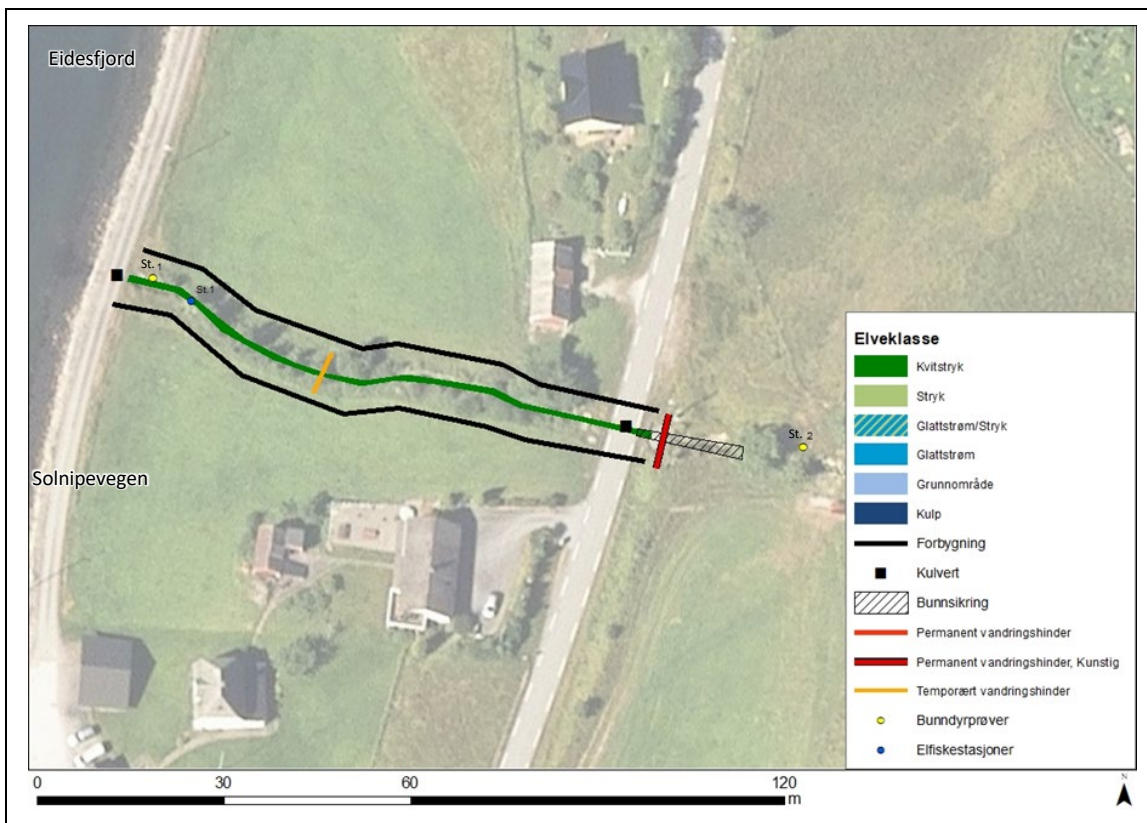 Eidesfjord
St. 1
St.1
St. 2
Solnipevegen
Elveklasse
Kvitstryk
Stryk
Glattstrøm/Stryk
Glattstrøm
Grunnområde
Kulp
Forbygning
Kulvert
Bunnsikring
Permanent vandringshinder
Permanent vandringshinder, Kunstig
Temporært vandringshinder
Bunndyrprøver
Elfiskestasjoner
0 30 60 120
m
N